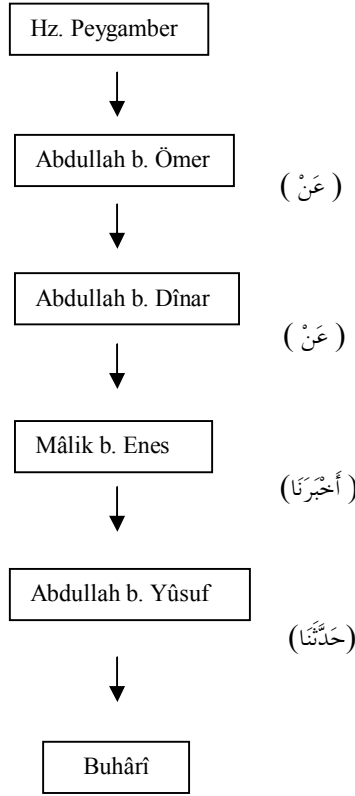 Hz. Peygamber
Abdullah b. Ömer
( عَنْ )
Abdullah b. Dînar
( عَنْ )
Mâlik b. Enes
( أَخْبَرَنَا)
Abdullah b. Yûsuf
(حَدَّثَنَا)
Buhârî